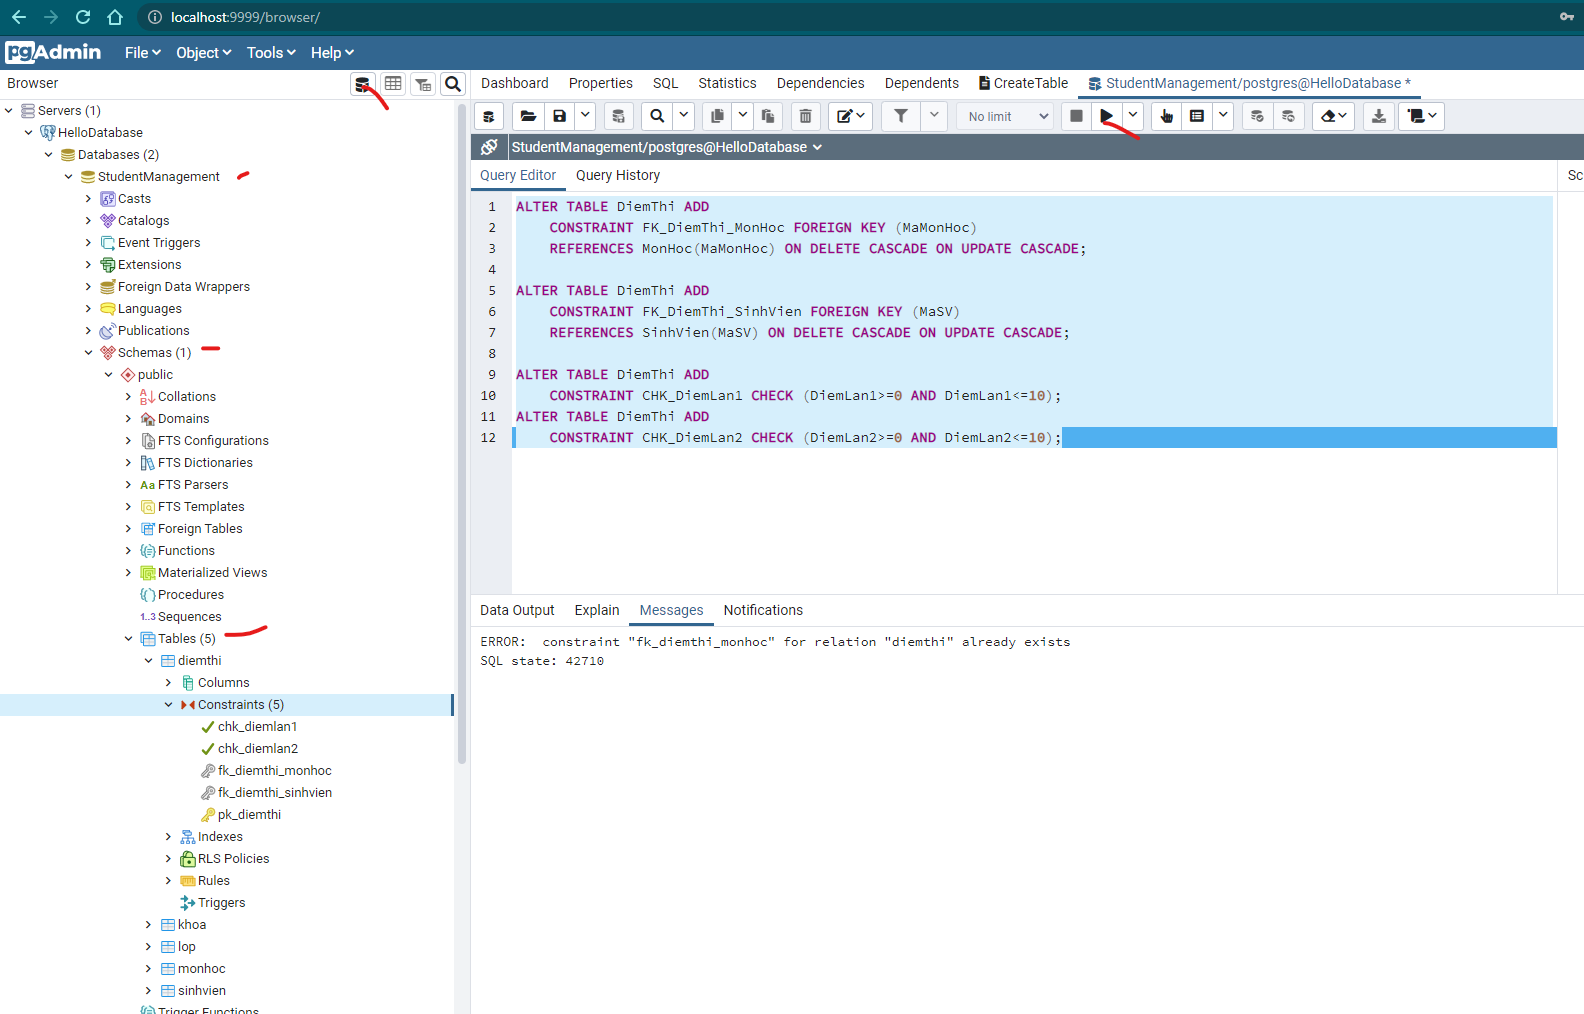 localhost:9999/browser/
pgAdmin File Object Tools Help
Browser
Dashboard Properties SQL Statistics Dependencies Dependents CreateTable StudentManagement/postgres@HelloDatabase *
No limit
StudentManagement/postgres@HelloDatabase
Query Editor Query History Sc
Servers (1)
HelloDatabase
Databases (2)
StudentManagement
Casts
Catalogs
Event Triggers
Extensions
Foreign Data Wrappers
Languages
Publications
Schemas (1)
public
Collations
Domains
FTS Configurations
FTS Dictionaries
Aa FTS Parsers
FTS Templates
Foreign Tables
Functions
Materialized Views
Procedures
1..3 Sequences
Tables (5)
diemthi
Columns
Constraints (5)
chk_diemlan1
chk_diemlan2
fk_diemthi_monhoc
fk_diemthi_sinhvien
pk_diemthi
Indexes
RLS Policies
Rules
Triggers
khoa
lop
monhoc
sinhvien
Trigger Functions
1 ALTER TABLE DiemThi ADD
2 CONSTRAINT FK_DiemThi_MonHoc FOREIGN KEY (MaMonHoc)
3 REFERENCES MonHoc(MaMonHoc) ON DELETE CASCADE ON UPDATE CASCADE;
4
5 ALTER TABLE DiemThi ADD
6 CONSTRAINT FK_DiemThi_SinhVien FOREIGN KEY (MaSV)
7 REFERENCES SinhVien(MaSV) ON DELETE CASCADE ON UPDATE CASCADE;
8
9 ALTER TABLE DiemThi ADD
10 CONSTRAINT CHK_DiemLan1 CHECK (DiemLan1>=0 AND DiemLan1<=10);
11 ALTER TABLE DiemThi ADD
12 CONSTRAINT CHK_DiemLan2 CHECK (DiemLan2>=0 AND DiemLan2<=10);
Data Output Explain Messages Notifications
ERROR: constraint "fk_diemthi_monhoc" for relation "diemthi" already exists
SQL state: 42710